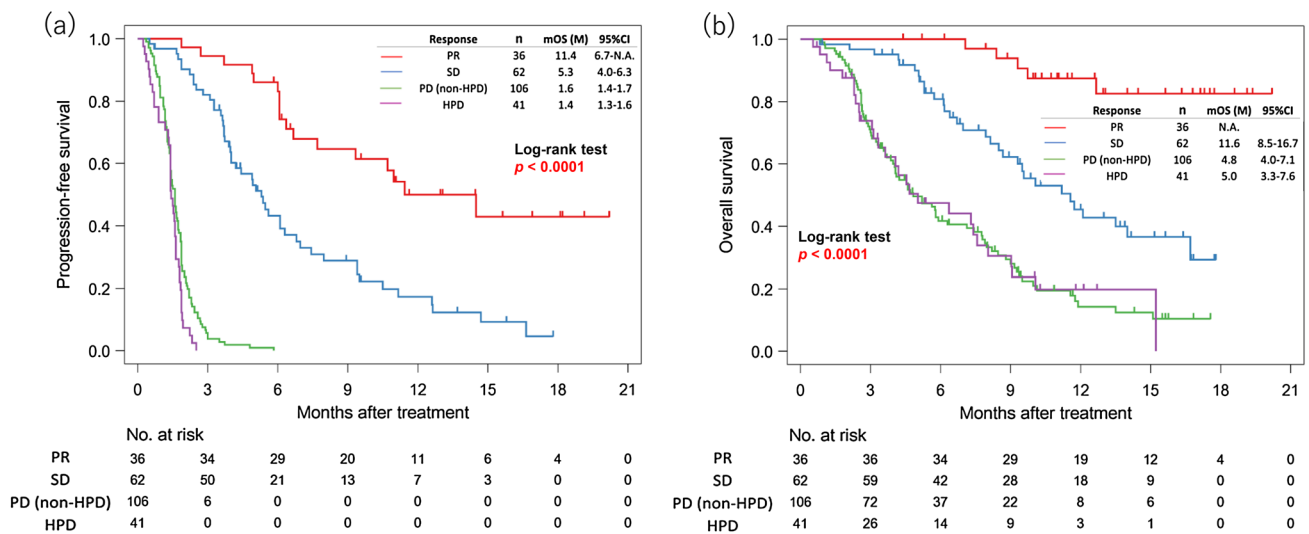 (a)
Progression-free survival
1.0
0.8
0.6
0.4
0.2
0.0
Response n mOS (M) 95%CI
PR 36 11.4 6.7-N.A.
SD 62 5.3 4.0-6.3
PD (non-HPD) 106 1.6 1.4-1.7
HPD 41 1.4 1.3-1.6
Log-rank test
p < 0.0001
0 3 6 9 12 15 18 21
Months after treatment
No. at risk
PR 36 34 29 20 11 6 4 0
SD 62 50 21 13 7 3 0 0
PD (non-HPD) 106 6 0 0 0 0 0 0
HPD 41 0 0 0 0 0 0 0
(b)
Overall survival
1.0
0.8
0.6
0.4
0.2
0.0
Response n mOS (M) 95%CI
PR 36 N.A.
SD 62 11.6 8.5-16.7
PD (non-HPD) 106 4.8 4.0-7.1
HPD 41 5.0 3.3-7.6
Log-rank test
p < 0.0001
0 3 6 9 12 15 18 21
Months after treatment
No. at risk
PR 36 36 34 29 19 12 4 0
SD 62 59 42 28 18 9 0 0
PD (non-HPD) 106 72 37 22 8 6 0 0
HPD 41 26 14 9 3 1 0 0